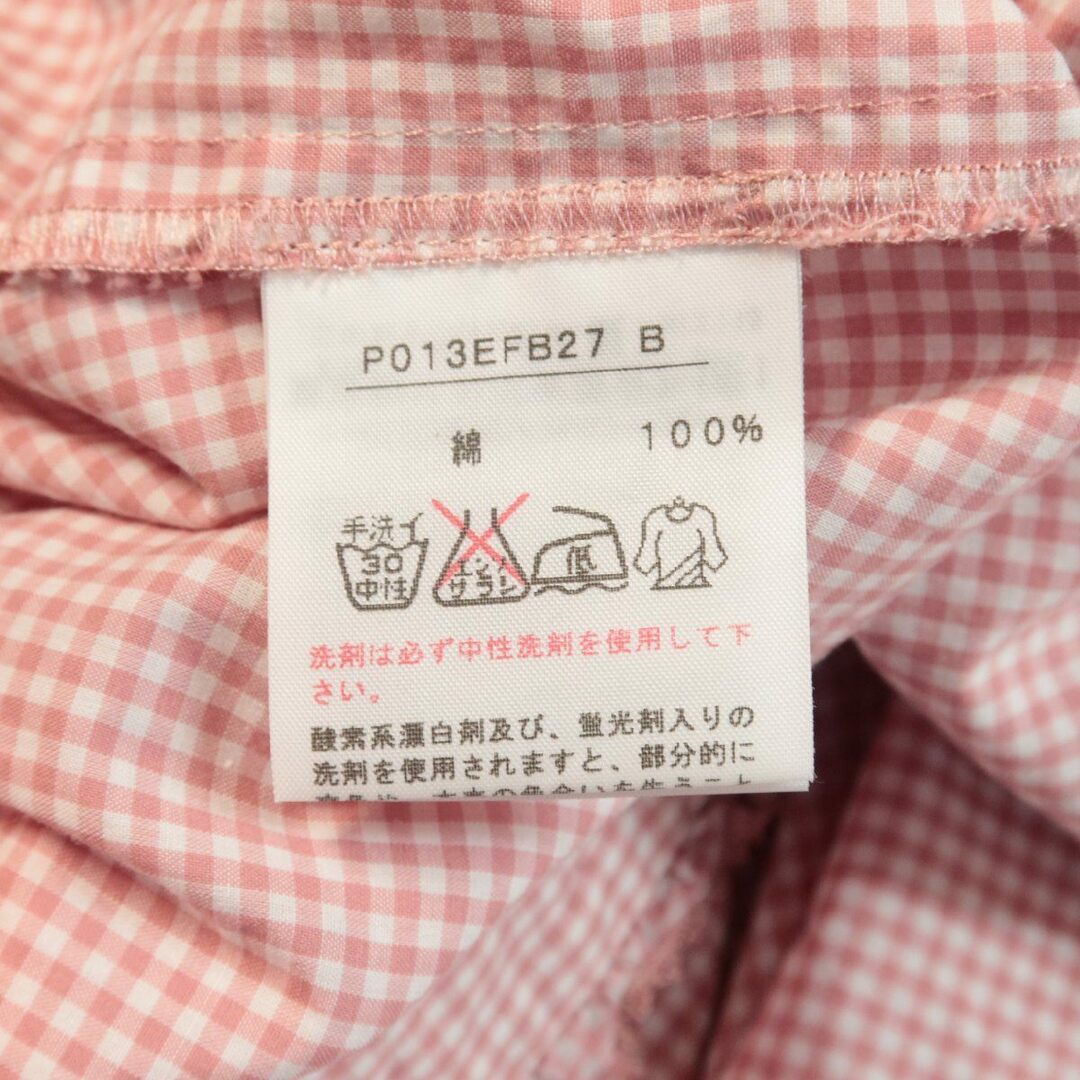 P013EFB27 B
綿 100%
手洗イ
30
中性
エンソ
サラシ
低
洗剤は必ず中性洗剤を使用して下
さい。
酸素系漂白剤及び、蛍光剤入りの
洗剤を使用されますと、部分的に